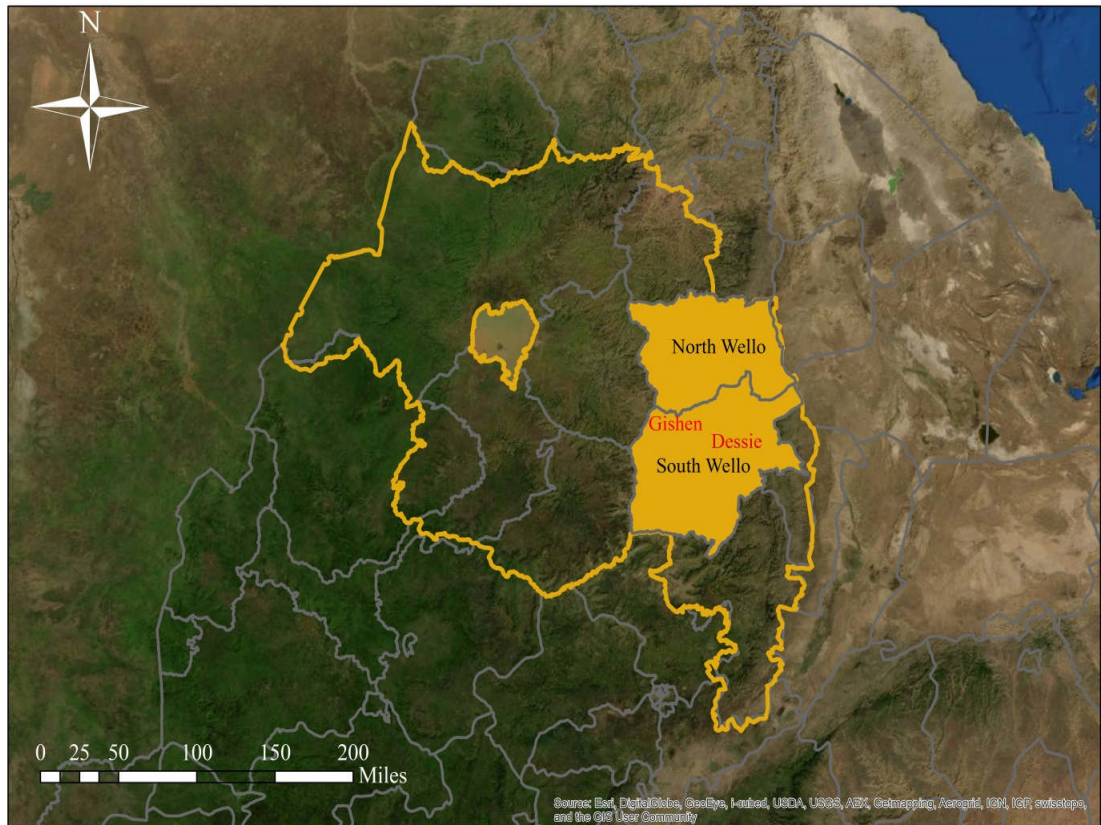 N
North Wello
Gishen
Dessie
South Wello
0 25 50 100 150 200
Miles
Source: Esri, DigitalGlobe, GeoEye, i-cubed, USDA, USGS, AEX, Getmapping, Aerogrid, IGN, IGP, swisstopo,
and the GIS User Community